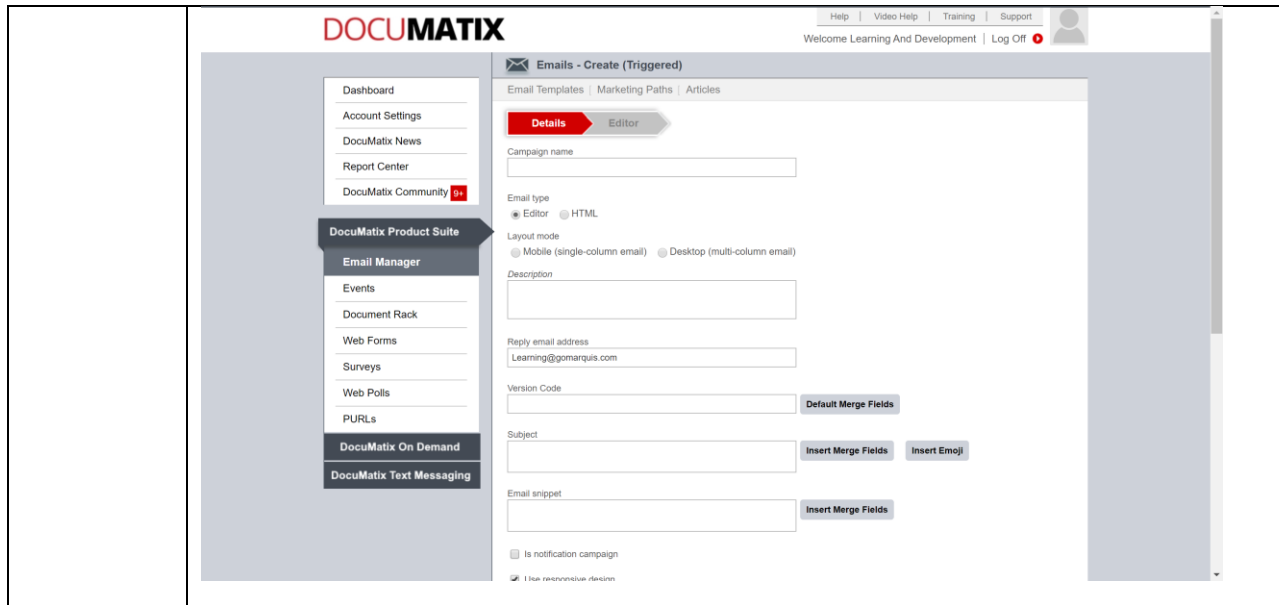 DOCUMATIX
Help | Video Help | Training | Support
Welcome Learning And Development | Log Off
Dashboard
Account Settings
DocuMatix News
Report Center
DocuMatix Community 9+
DocuMatix Product Suite
Email Manager
Events
Document Rack
Web Forms
Surveys
Web Polls
PURLs
DocuMatix On Demand
DocuMatix Text Messaging
Emails - Create (Triggered)
Email Templates | Marketing Paths | Articles
Details Editor
Campaign name
Email type
Editor HTML
Layout mode
Mobile (single-column email) Desktop (multi-column email)
Description
Reply email address
Learning@gomarquis.com
Version Code
Default Merge Fields
Subject
Insert Merge Fields Insert Emoji
Email snippet
Insert Merge Fields
Is notification campaign
Use responsive design